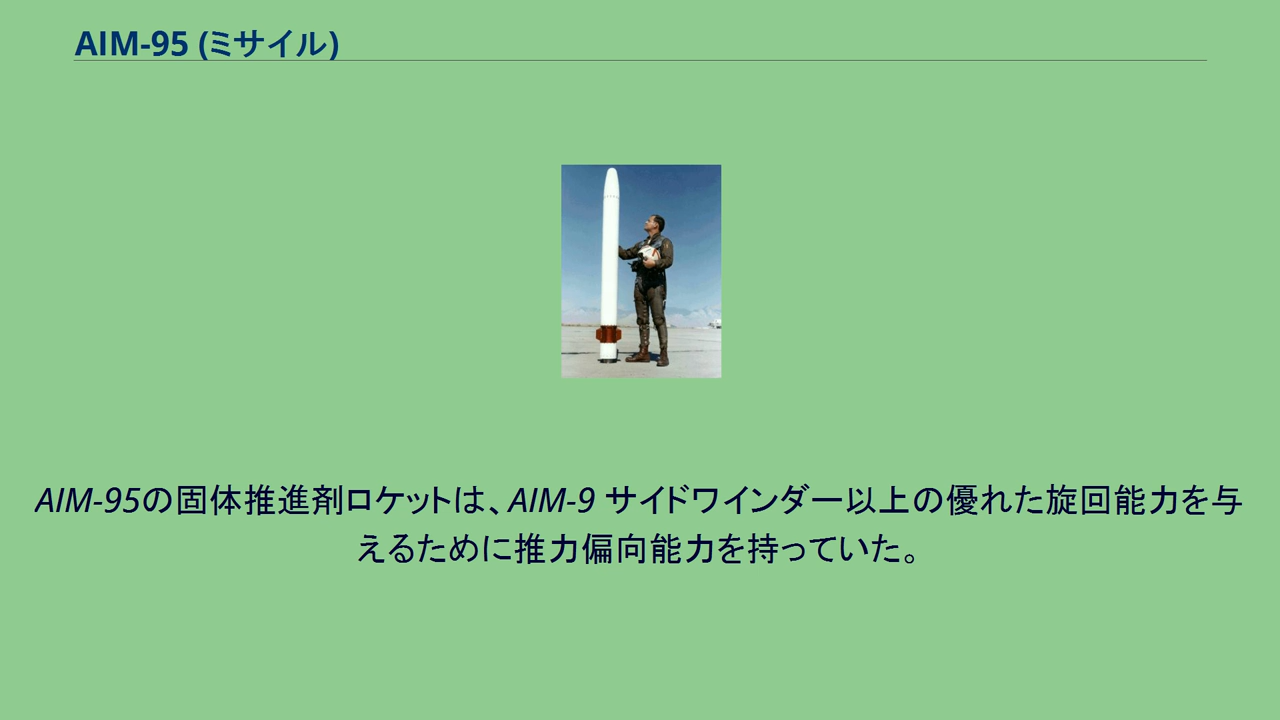 AIM-95 (ミサイル)
AIM-95の固体推進剤ロケットは、AIM-9 サイドワインダー以上の優れた旋回能力を与
えるために推力偏向能力を持っていた。